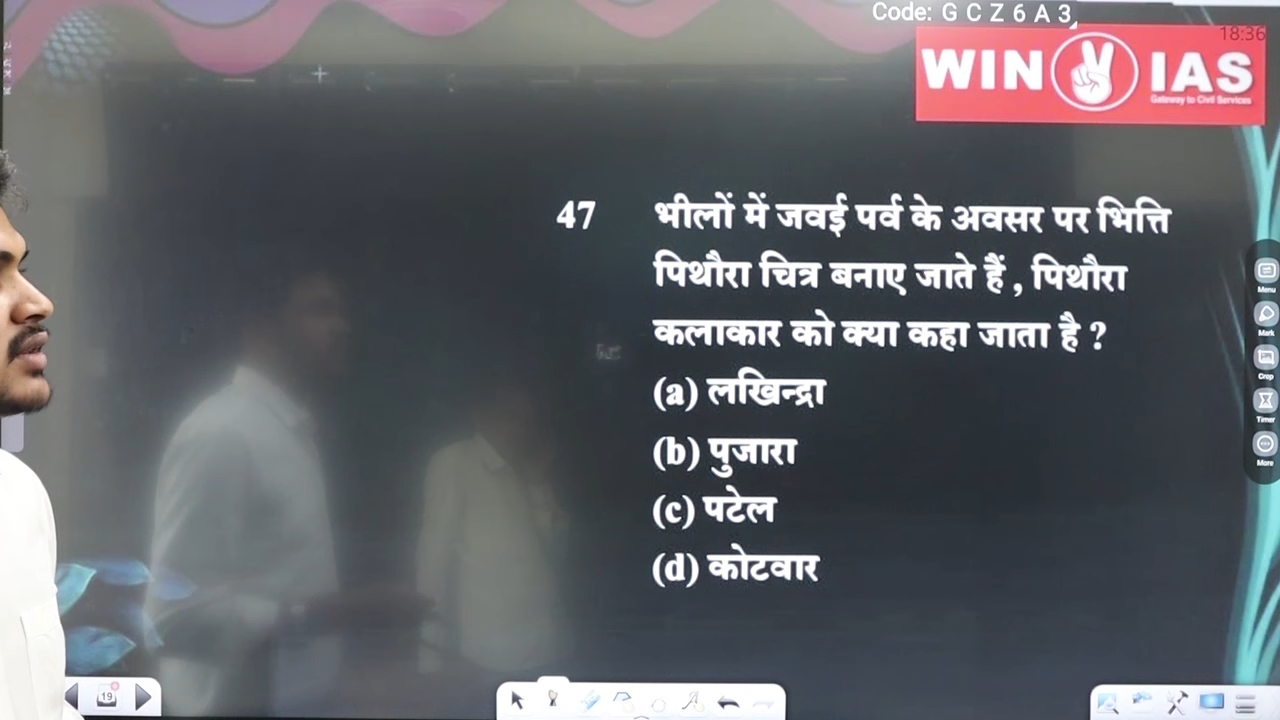 Code: G C Z 6 A 3
18:36
WIN IAS
Gateway to Civil Services
47 भीलों में जवई पर्व के अवसर पर भित्ति
पिथौरा चित्र बनाए जाते हैं , पिथौरा
कलाकार को क्या कहा जाता है ?
(a) लखिन्द्रा
(b) पुजारा
(c) पटेल
(d) कोटवार
Menu
Mark
Crop
Timer
More
19